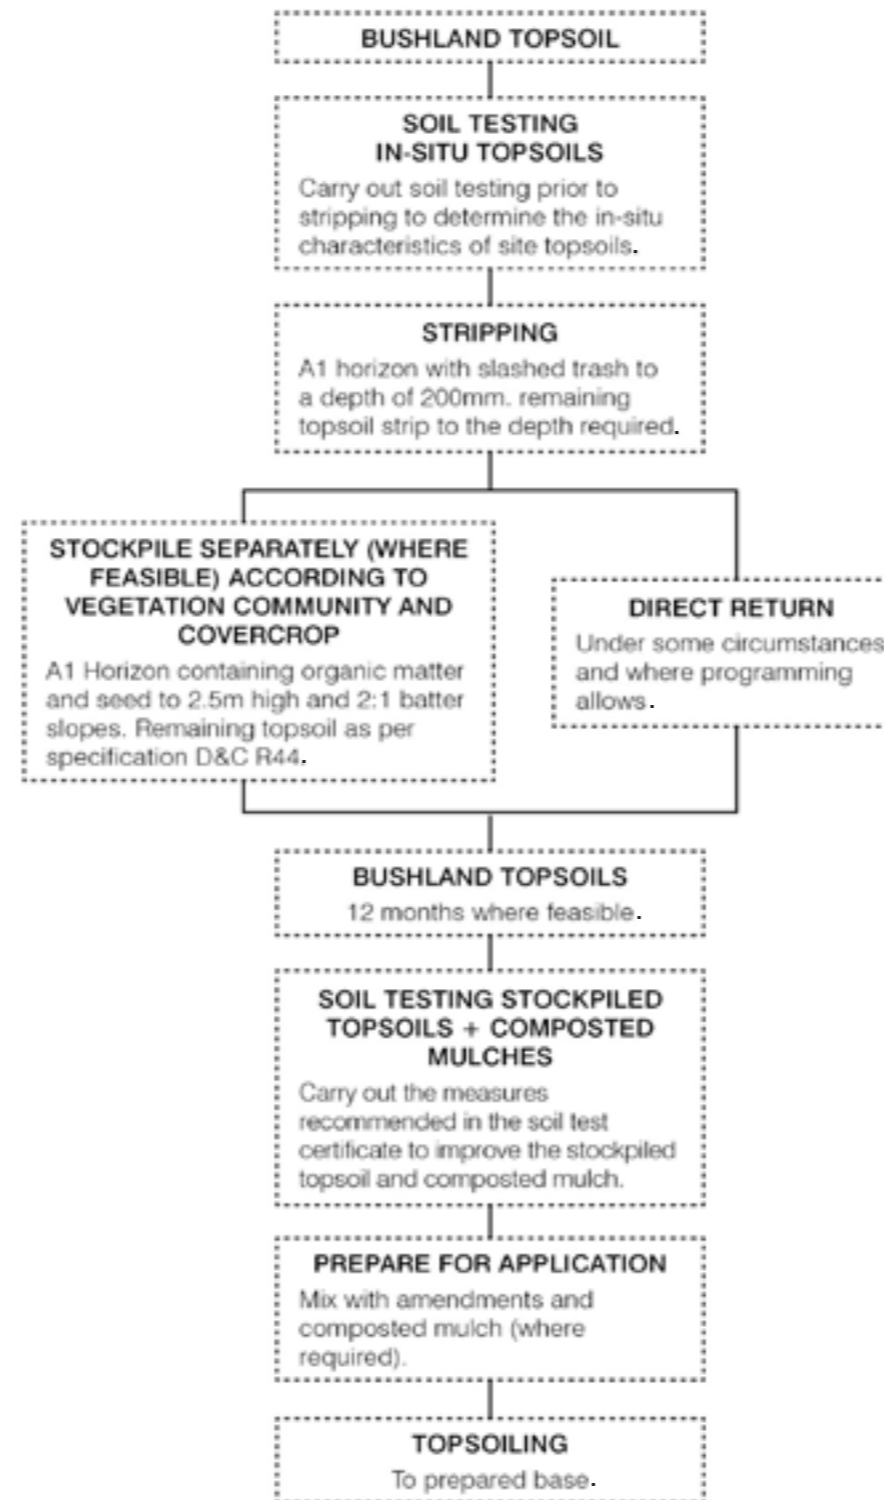 BUSHLAND TOPSOIL
SOIL TESTING
IN-SITU TOPSOILS
Carry out soil testing prior to
stripping to determine the in-situ
characteristics of site topsoils.
STRIPPING
A1 horizon with slashed trash to
a depth of 200mm. remaining
topsoil strip to the depth required.
STOCKPILE SEPARATELY (WHERE
FEASIBLE) ACCORDING TO
VEGETATION COMMUNITY AND
COVERCROP
A1 Horizon containing organic matter
and seed to 2.5m high and 2:1 batter
slopes. Remaining topsoil as per
specification D&C R44.
DIRECT RETURN
Under some circumstances
and where programming
allows.
BUSHLAND TOPSOILS
12 months where feasible.
SOIL TESTING STOCKPILED
TOPSOILS + COMPOSTED
MULCHES
Carry out the measures
recommended in the soil test
certificate to improve the stockpiled
topsoil and composted mulch.
PREPARE FOR APPLICATION
Mix with amendments and
composted mulch (where
required).
TOPSOILING
To prepared base.